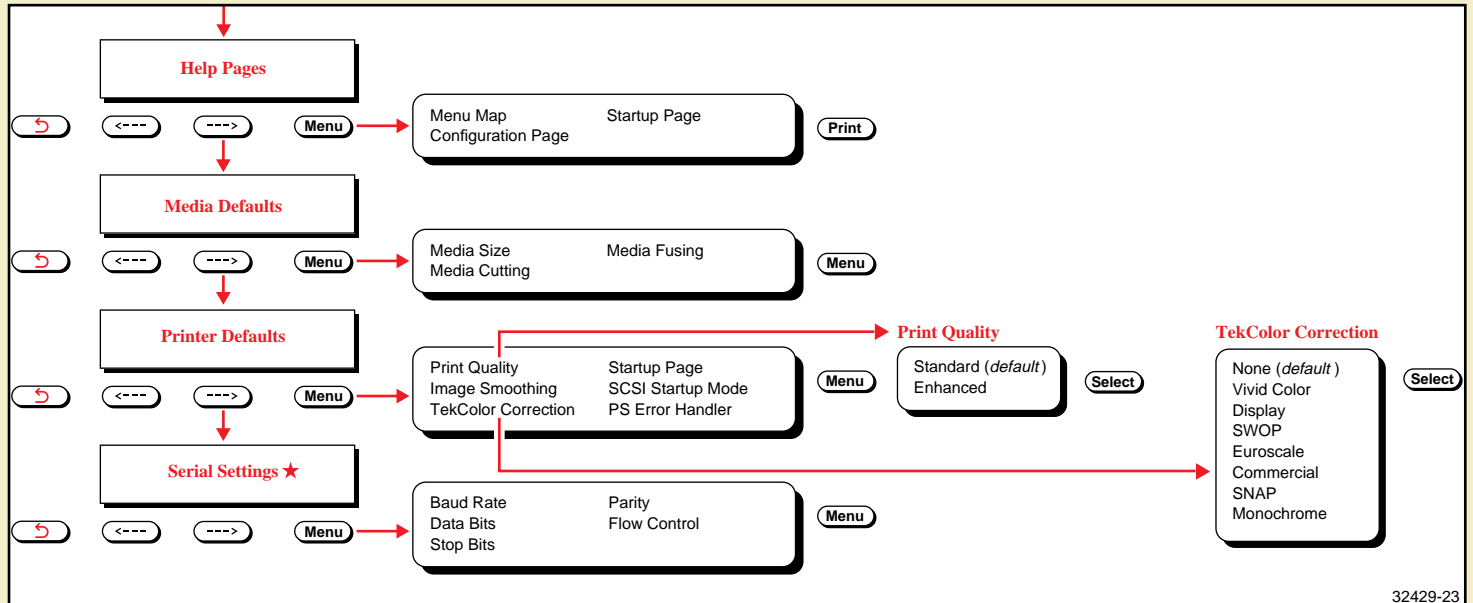 Help Pages
<--- ---> Menu
Menu Map Startup Page
Configuration Page
Print
Media Defaults
<--- ---> Menu
Media Size Media Fusing
Media Cutting
Menu
Printer Defaults
<--- ---> Menu
Print Quality Startup Page
Image Smoothing SCSI Startup Mode
TekColor Correction PS Error Handler
Menu
Print Quality
Standard (default)
Enhanced
Select
TekColor Correction
None (default)
Vivid Color
Display
SWOP
Euroscale
Commercial
SNAP
Monochrome
Select
Serial Settings ★
<--- ---> Menu
Baud Rate Parity
Data Bits Flow Control
Stop Bits
Menu
32429-23